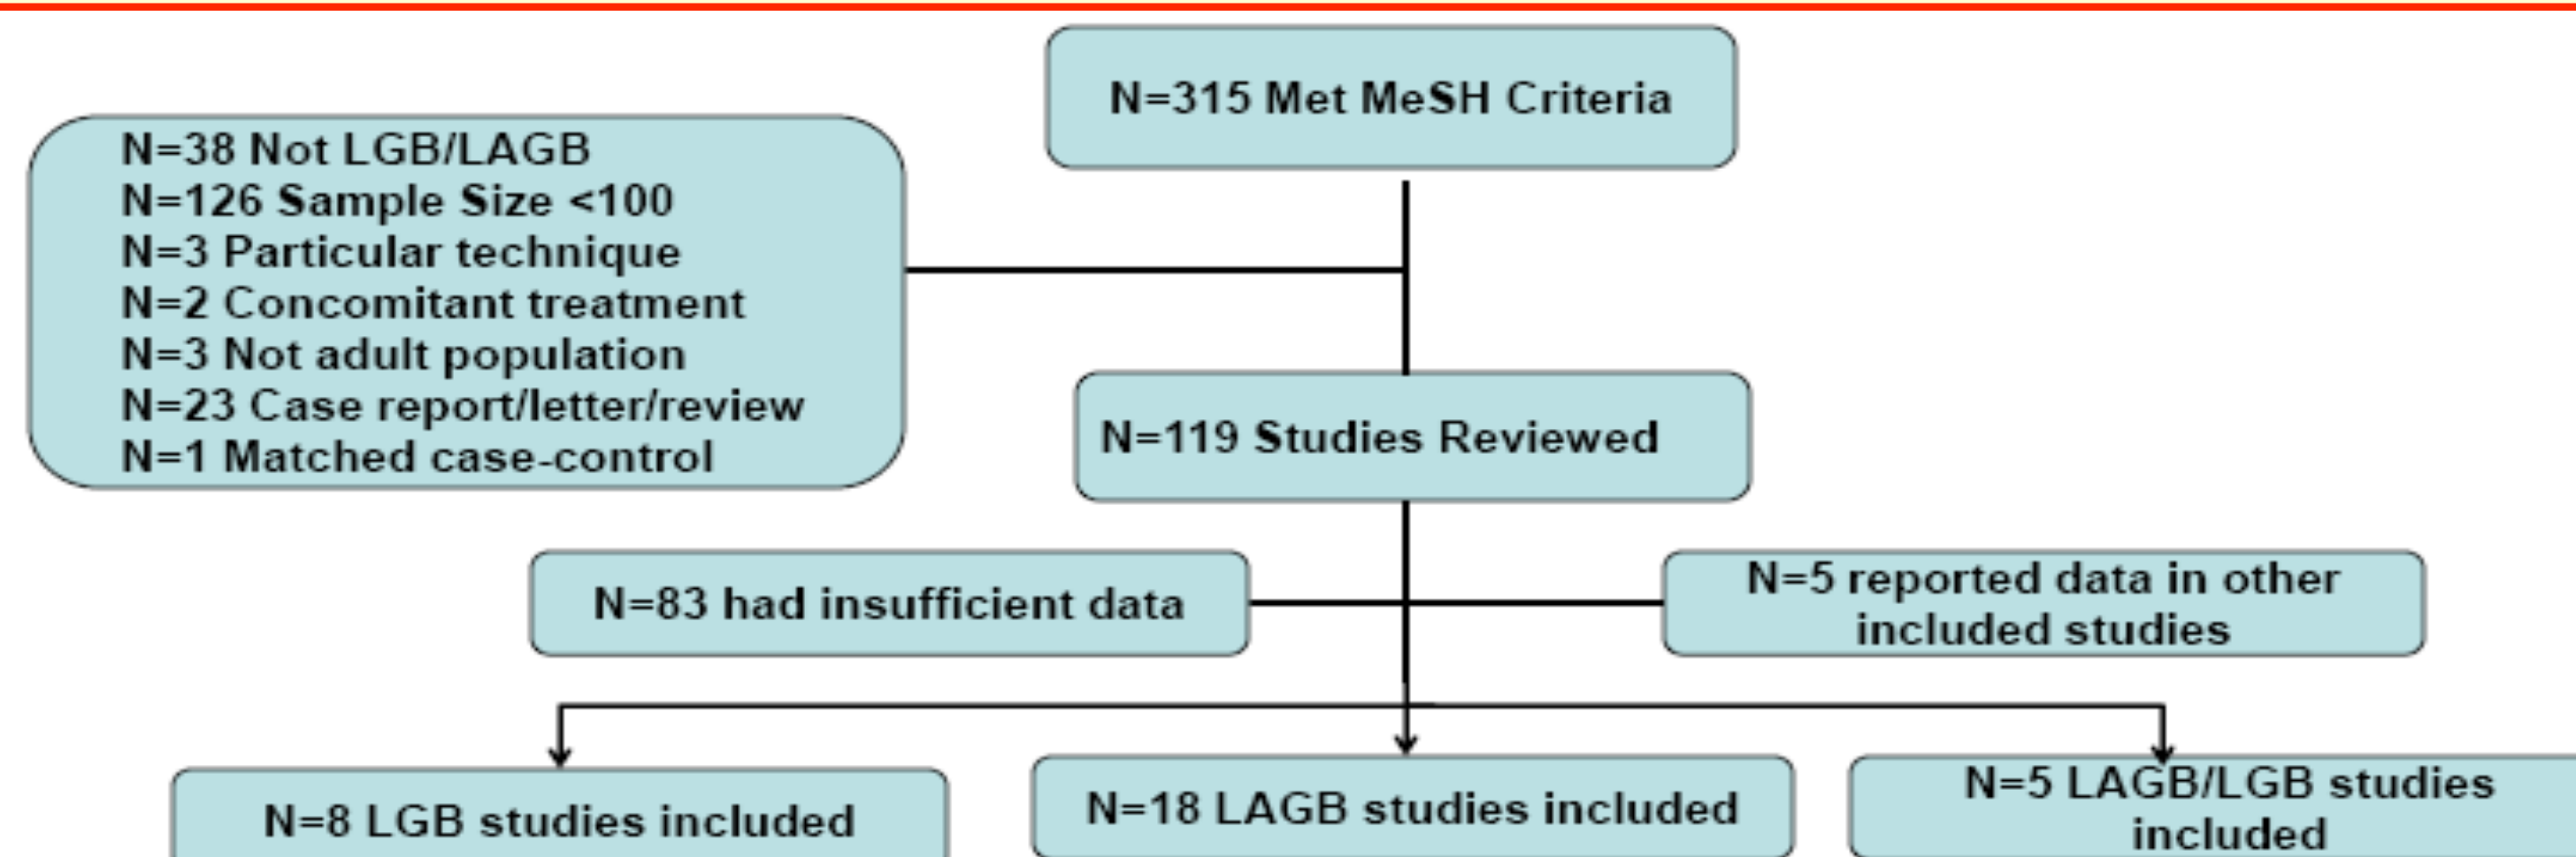 N=315 Met MeSH Criteria
N=38 Not LGB/LAGB
N=126 Sample Size <100
N=3 Particular technique
N=2 Concomitant treatment
N=3 Not adult population
N=23 Case report/letter/review
N=1 Matched case-control
N=119 Studies Reviewed
N=83 had insufficient data
N=5 reported data in other
included studies
N=8 LGB studies included
N=18 LAGB studies included
N=5 LAGB/LGB studies
included